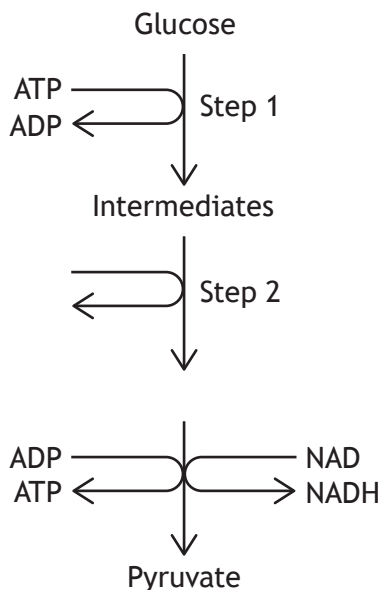 Glucose
ATP
ADP
Step 1
Intermediates
Step 2
ADP
ATP
NAD
NADH
Pyruvate